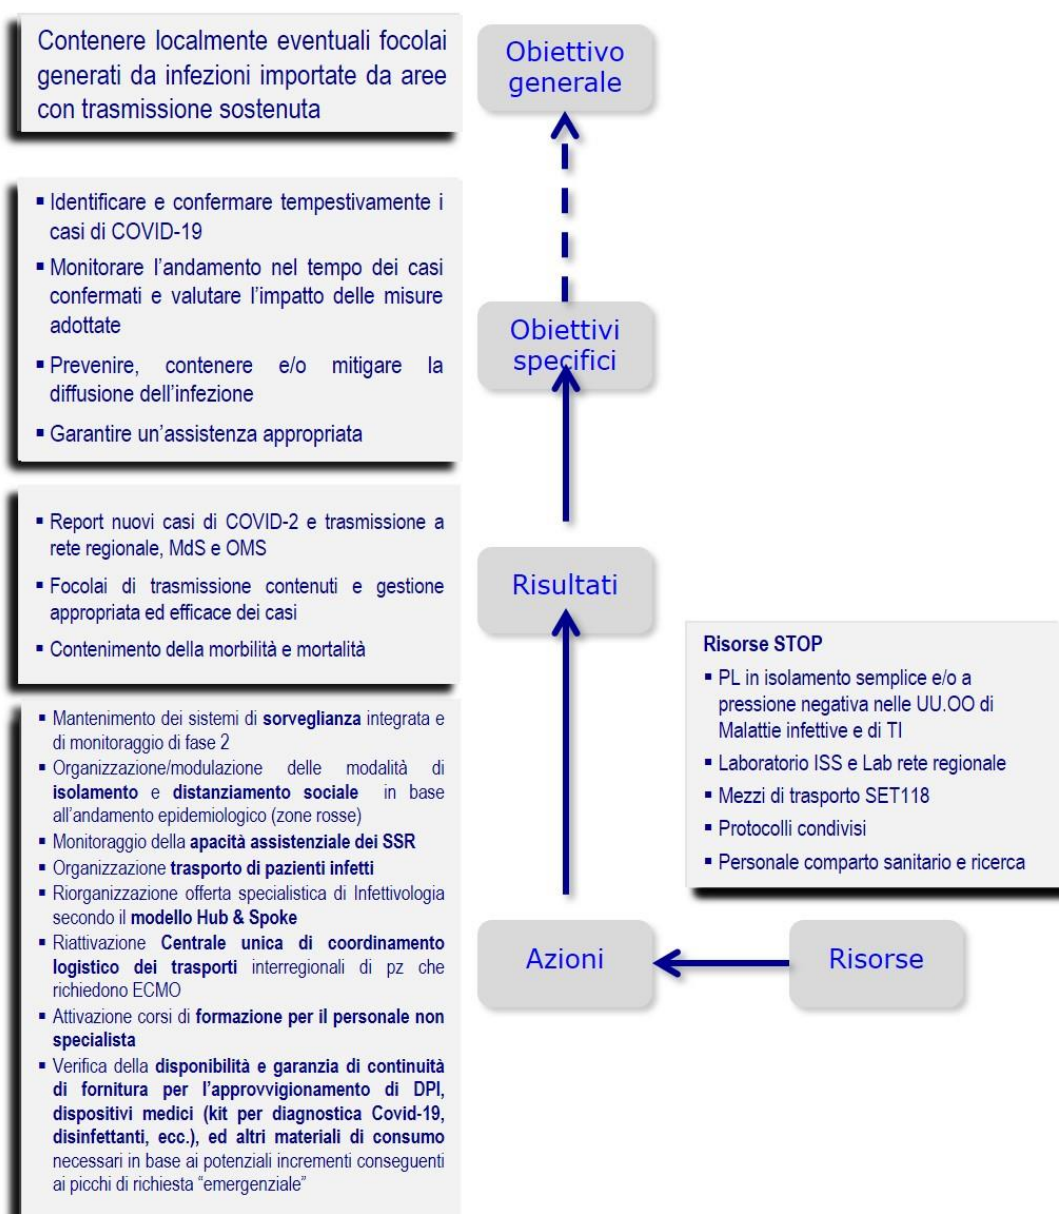 Contenere localmente eventuali focolai
generati da infezioni importate da aree
con trasmissione sostenuta
Obiettivo
generale
▪ Identificare e confermare tempestivamente i
casi di COVID-19
▪ Monitorare l'andamento nel tempo dei casi
confermati e valutare l'impatto delle misure
adottate
▪ Prevenire, contenere e/o mitigare la
diffusione dell'infezione
▪ Garantire un'assistenza appropriata
Obiettivi
specifici
▪ Report nuovi casi di COVID-2 e trasmissione a
rete regionale, MdS e OMS
▪ Focolai di trasmissione contenuti e gestione
appropriata ed efficace dei casi
▪ Contenimento della morbilità e mortalità
Risultati
▪ Mantenimento dei sistemi di sorveglianza integrata e
di monitoraggio di fase 2
▪ Organizzazione/modulazione delle modalità di
isolamento e distanziamento sociale in base
all'andamento epidemiologico (zone rosse)
▪ Monitoraggio della apacità assistenziale dei SSR
▪ Organizzazione trasporto di pazienti infetti
▪ Riorganizzazione offerta specialistica di Infettivologia
secondo il modello Hub & Spoke
▪ Riattivazione Centrale unica di coordinamento
logistico dei trasporti interregionali di pz che
richiedono ECMO
▪ Attivazione corsi di formazione per il personale non
specialista
▪ Verifica della disponibilità e garanzia di continuità
di fornitura per l'approvvigionamento di DPI,
dispositivi medici (kit per diagnostica Covid-19,
disinfettanti, ecc.), ed altri materiali di consumo
necessari in base ai potenziali incrementi conseguenti
ai picchi di richiesta "emergenziale"
Azioni
Risorse
Risorse STOP
▪ PL in isolamento semplice e/o a
pressione negativa nelle UU.OO di
Malattie infettive e di TI
▪ Laboratorio ISS e Lab rete regionale
▪ Mezzi di trasporto SET118
▪ Protocolli condivisi
▪ Personale comparto sanitario e ricerca